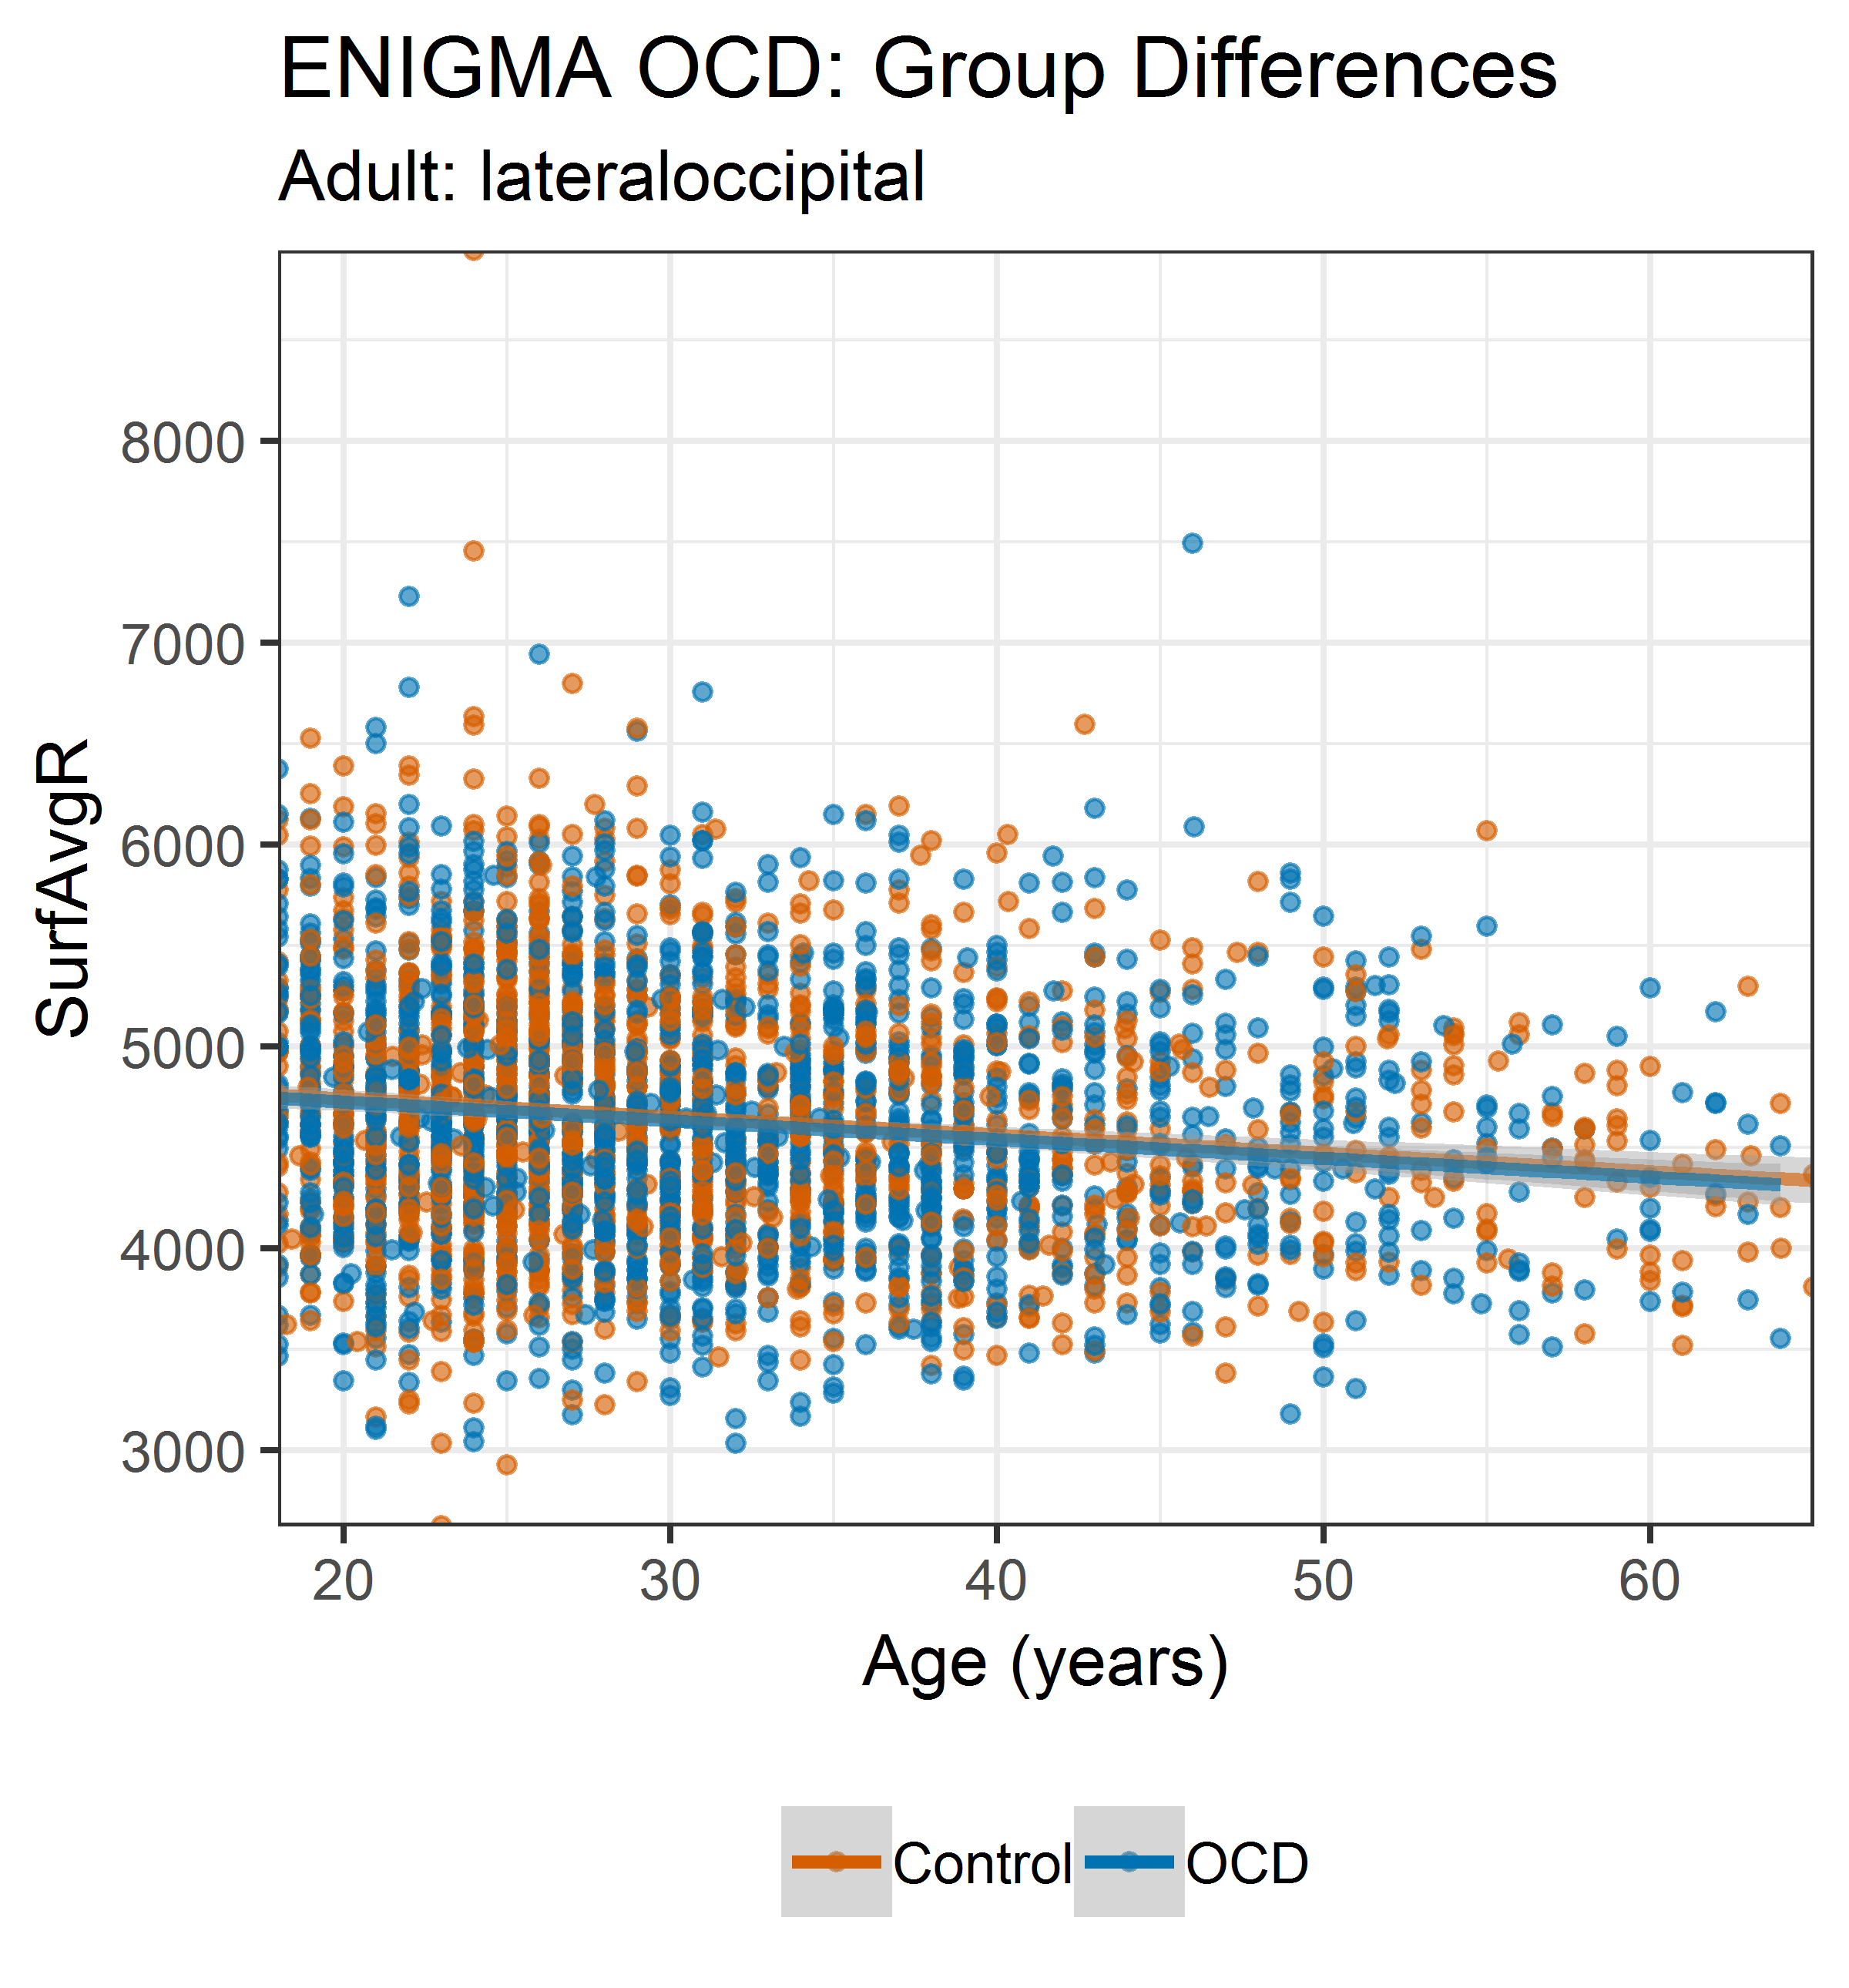 ENIGMA OCD: Group Differences
Adult: lateraloccipital
SurfAvgR
8000
7000
6000
5000
4000
3000
20 30 40 50 60
Age (years)
Control OCD